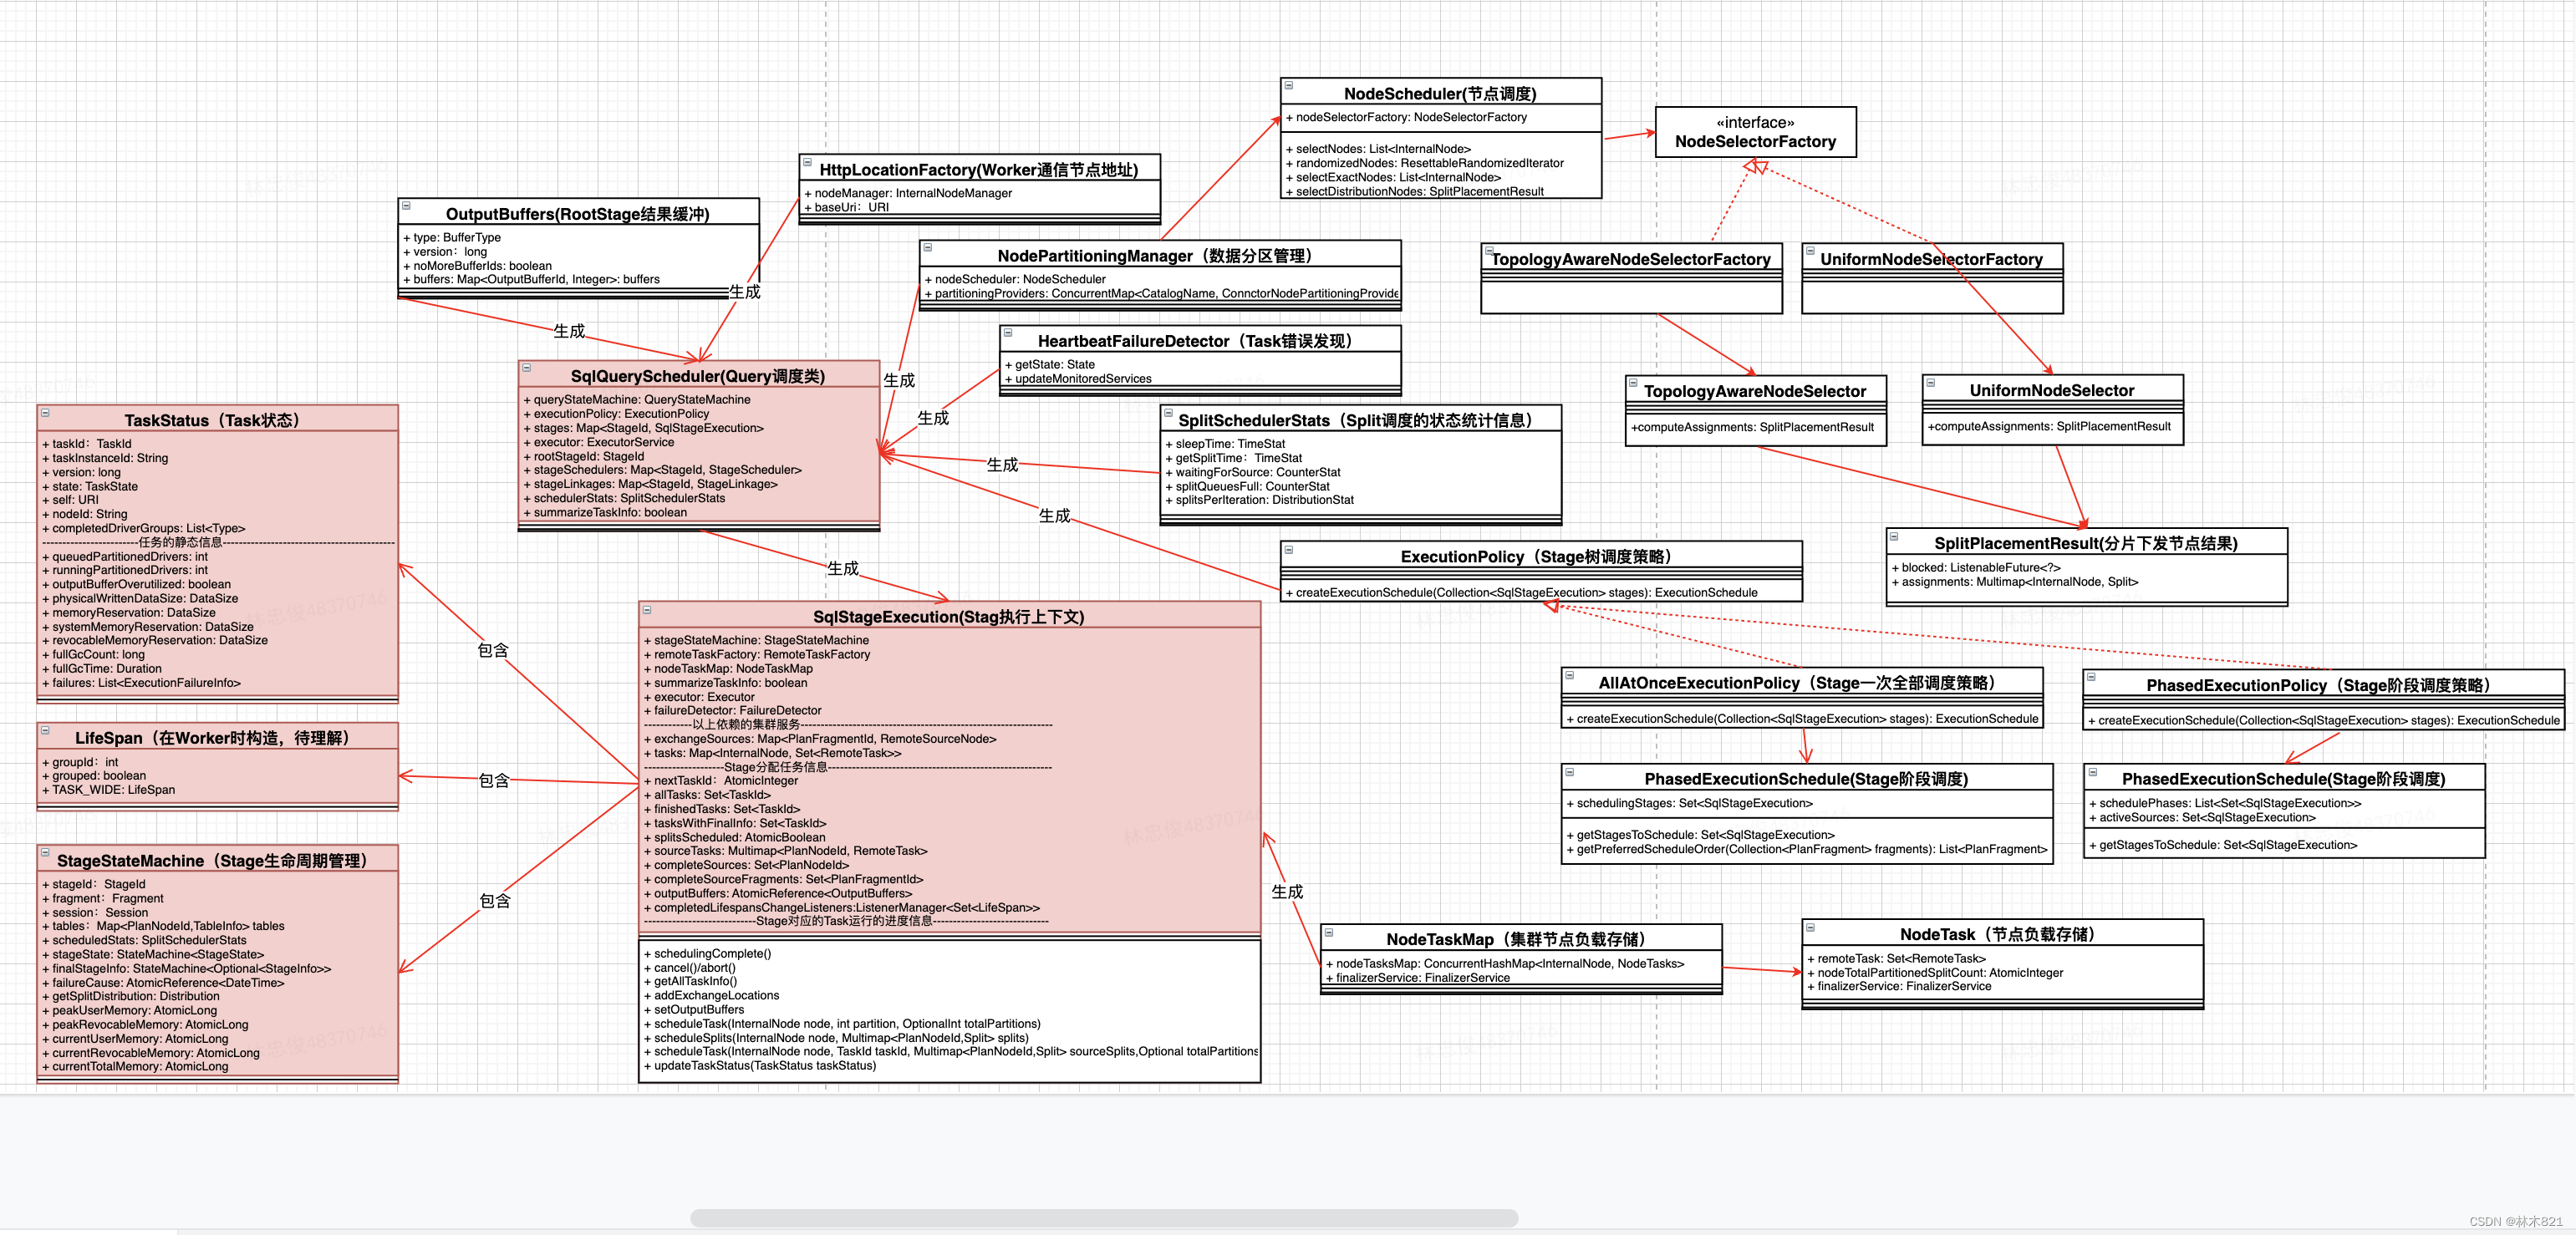 NodeScheduler(节点调度)
+ nodeSelectorFactory: NodeSelectorFactory
+ selectNodes: List<InternalNode>
+ randomizedNodes: ResettableRandomizedIterator
+ selectExactNodes: List<InternalNode>
+ selectDistributionNodes: SplitPlacementResult
«interface»
NodeSelectorFactory
HttpLocationFactory(Worker通信节点地址)
+ nodeManager: InternalNodeManager
+ baseUri：URI
OutputBuffers(RootStage结果缓冲)
+ type: BufferType
+ version：long
+ noMoreBufferIds: boolean
+ buffers: Map<OutputBufferId, Integer>: buffers
NodePartitioningManager（数据分区管理）
+ nodeScheduler: NodeScheduler
+ partitioningProviders: ConcurrentMap<CatalogName, ConnctorNodePartitioningProvide
TopologyAwareNodeSelectorFactory
UniformNodeSelectorFactory
生成
生成
HeartbeatFailureDetector（Task错误发现）
+ getState: State
+ updateMonitoredServices
生成
生成
SqlQueryScheduler(Query调度类)
+ queryStateMachine: QueryStateMachine
+ executionPolicy: ExecutionPolicy
+ stages: Map<StageId, SqlStageExecution>
+ executor: ExecutorService
+ rootStageId: StageId
+ stageSchedulers: Map<StageId, StageScheduler>
+ stageLinkages: Map<StageId, StageLinkage>
+ schedulerStats: SplitSchedulerStats
+ summarizeTaskInfo: boolean
TopologyAwareNodeSelector
+computeAssignments: SplitPlacementResult
UniformNodeSelector
+computeAssignments: SplitPlacementResult
SplitSchedulerStats（Split调度的状态统计信息）
+ sleepTime: TimeStat
+ getSplitTime：TimeStat
+ waitingForSource: CounterStat
+ splitQueuesFull: CounterStat
+ splitsPerIteration: DistributionStat
生成
生成
生成
TaskStatus（Task状态）
+ taskId：TaskId
+ taskInstanceId: String
+ version: long
+ state: TaskState
+ self: URI
+ nodeId: String
+ completedDriverGroups: List<Type>
------------------------任务的静态信息-------------------------------------------
+ queuedPartitionedDrivers: int
+ runningPartitionedDrivers: int
+ outputBufferOverutilized: boolean
+ physicalWrittenDataSize: DataSize
+ memoryReservation: DataSize
+ systemMemoryReservation: DataSize
+ revocableMemoryReservation: DataSize
+ fullGcCount: long
+ fullGcTime: Duration
+ failures: List<ExecutionFailureInfo>
ExecutionPolicy（Stage树调度策略）
+ createExecutionSchedule(Collection<SqlStageExecution> stages): ExecutionSchedule
SplitPlacementResult(分片下发节点结果)
+ blocked: ListenableFuture<?>
+ assignments: Multimap<InternalNode, Split>
SqlStageExecution(Stag执行上下文)
+ stageStateMachine: StageStateMachine
+ remoteTaskFactory: RemoteTaskFactory
+ nodeTaskMap: NodeTaskMap
+ summarizeTaskInfo: boolean
+ executor: Executor
+ failureDetector: FailureDetector
------------以上依赖的集群服务---------------------------------------------------------------
+ exchangeSources: Map<PlanFragmentId, RemoteSourceNode>
+ tasks: Map<InternalNode, Set<RemoteTask>>
--------------------Stage分配任务信息--------------------------------------------------------
+ nextTaskId：AtomicInteger
+ allTasks: Set<TaskId>
+ finishedTasks: Set<TaskId>
+ tasksWithFinalInfo: Set<TaskId>
+ splitsScheduled: AtomicBoolean
+ sourceTasks: Multimap<PlanNodeId, RemoteTask>
+ completeSources: Set<PlanNodeId>
+ completeSourceFragments: Set<PlanFragmentId>
+ outputBuffers: AtomicReference<OutputBuffers>
+ completedLifespansChangeListeners:ListenerManager<Set<LifeSpan>>
----------------------------Stage对应的Task运行的进度信息-----------------------------
+ schedulingComplete()
+ cancel()/abort()
+ getAllTaskInfo()
+ addExchangeLocations
+ setOutputBuffers
+ scheduleTask(InternalNode node, int partition, OptionalInt totalPartitions)
+ scheduleSplits(InternalNode node, Multimap<PlanNodeId,Split> splits)
+ scheduleTask(InternalNode node, TaskId taskId, Multimap<PlanNodeId,Split> sourceSplits,Optional totalPartitions
+ updateTaskStatus(TaskStatus taskStatus)
包含
包含
包含
AllAtOnceExecutionPolicy（Stage一次全部调度策略）
+ createExecutionSchedule(Collection<SqlStageExecution> stages): ExecutionSchedule
PhasedExecutionPolicy（Stage阶段调度策略）
+ createExecutionSchedule(Collection<SqlStageExecution> stages): ExecutionSchedule
LifeSpan（在Worker时构造，待理解）
+ groupId：int
+ grouped: boolean
+ TASK_WIDE: LifeSpan
PhasedExecutionSchedule(Stage阶段调度)
+ schedulingStages: Set<SqlStageExecution>
+ getStagesToSchedule: Set<SqlStageExecution>
+ getPreferredScheduleOrder(Collection<PlanFragment> fragments): List<PlanFragment>
PhasedExecutionSchedule(Stage阶段调度)
+ schedulePhases: List<Set<SqlStageExecution>>
+ activeSources: Set<SqlStageExecution>
+ getStagesToSchedule: Set<SqlStageExecution>
StageStateMachine（Stage生命周期管理）
+ stageId：StageId
+ fragment：Fragment
+ session：Session
+ tables：Map<PlanNodeId,TableInfo> tables
+ scheduledStats: SplitSchedulerStats
+ stageState: StateMachine<StageState>
+ finalStageInfo: StateMachine<Optional<StageInfo>>
+ failureCause: AtomicReference<DateTime>
+ getSplitDistribution: Distribution
+ peakUserMemory: AtomicLong
+ peakRevocableMemory: AtomicLong
+ currentUserMemory: AtomicLong
+ currentRevocableMemory: AtomicLong
+ currentTotalMemory: AtomicLong
生成
NodeTaskMap（集群节点负载存储）
+ nodeTasksMap: ConcurrentHashMap<InternalNode, NodeTasks>
+ finalizerService: FinalizerService
NodeTask（节点负载存储）
+ remoteTask: Set<RemoteTask>
+ nodeTotalPartitionedSplitCount: AtomicInteger
+ finalizerService: FinalizerService
林忠俊48370746
CSDN @林木821